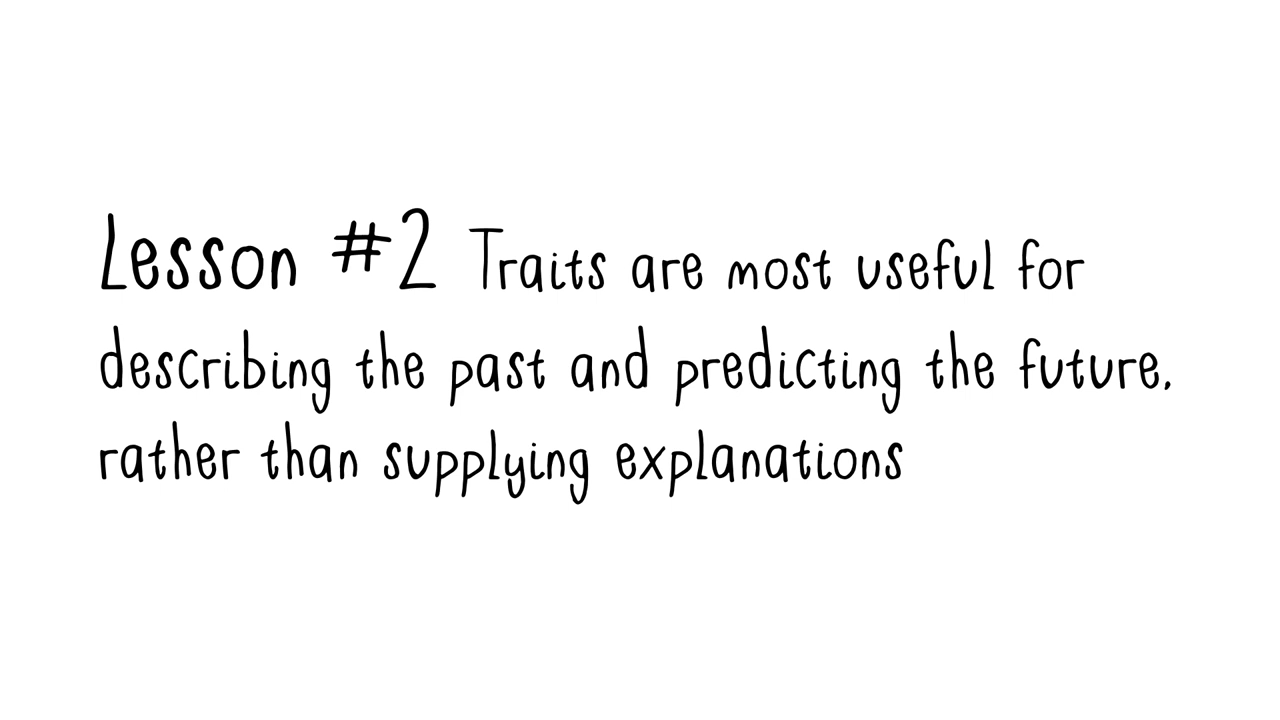 Lesson #2 Traits are most useful for
describing the past and predicting the future,
rather than supplying explanations